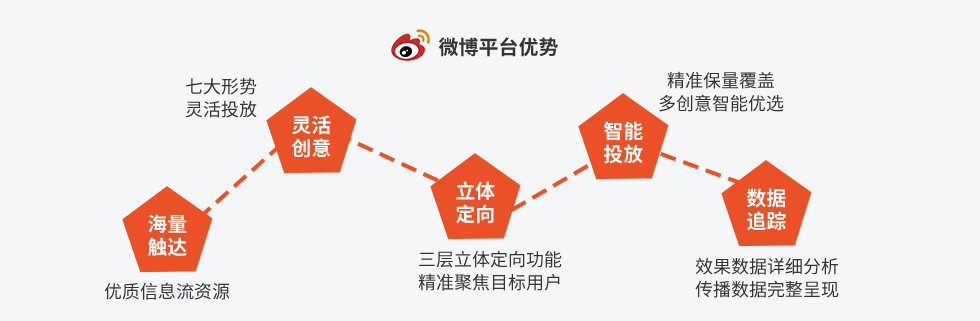 微博平台优势
海量
触达
优质信息流资源
七大形势
灵活投放
灵活
创意
立体
定向
三层立体定向功能
精准聚焦目标用户
精准保量覆盖
多创意智能优选
智能
投放
数据
追踪
效果数据详细分析
传播数据完整呈现